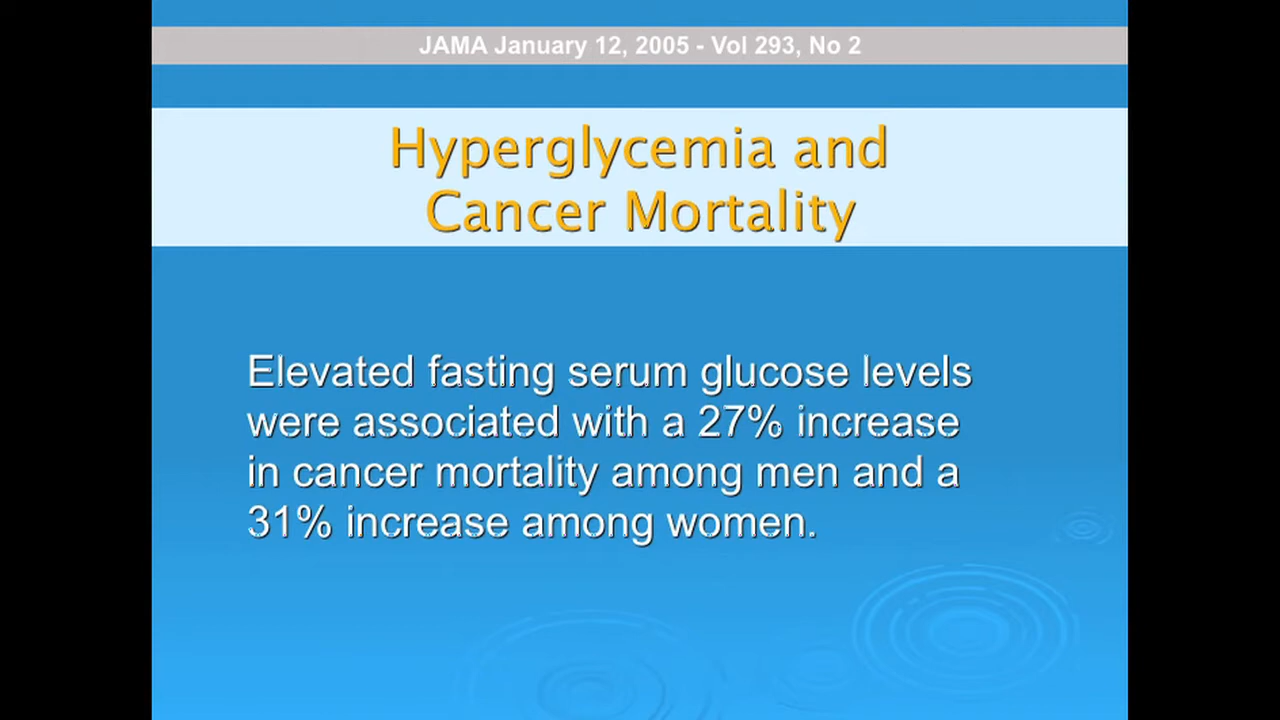 JAMA January 12, 2005 - Vol 293, No 2
Hyperglycemia and
Cancer Mortality
Elevated fasting serum glucose levels
were associated with a 27% increase
in cancer mortality among men and a
31% increase among women.